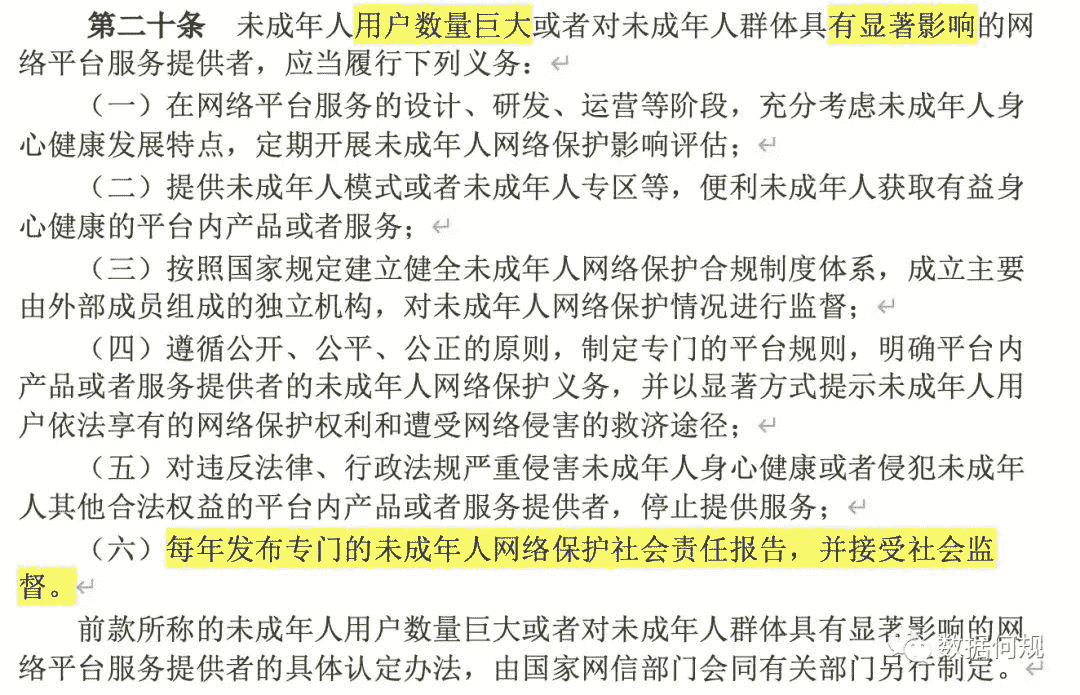 第二十条 未成年人用户数量巨大或者对未成年人群体具有显著影响的网
络平台服务提供者，应当履行下列义务：
（一）在网络平台服务的设计、研发、运营等阶段，充分考虑未成年人身
心健康发展特点，定期开展未成年人网络保护影响评估；
（二）提供未成年人模式或者未成年人专区等，便利未成年人获取有益身
心健康的平台内产品或者服务；
（三）按照国家规定建立健全未成年人网络保护合规制度体系，成立主要
由外部成员组成的独立机构，对未成年人网络保护情况进行监督；
（四）遵循公开、公平、公正的原则，制定专门的平台规则，明确平台内
产品或者服务提供者的未成年人网络保护义务，并以显著方式提示未成年人用
户依法享有的网络保护权利和遭受网络侵害的救济途径；
（五）对违反法律、行政法规严重侵害未成年人身心健康或者侵犯未成年
人其他合法权益的平台内产品或者服务提供者，停止提供服务；
（六）每年发布专门的未成年人网络保护社会责任报告，并接受社会监
督。
前款所称的未成年人用户数量巨大或者对未成年人群体具有显著影响的网
络平台服务提供者的具体认定办法，由国家网信部门会同有关部门另行制定。
数据何规